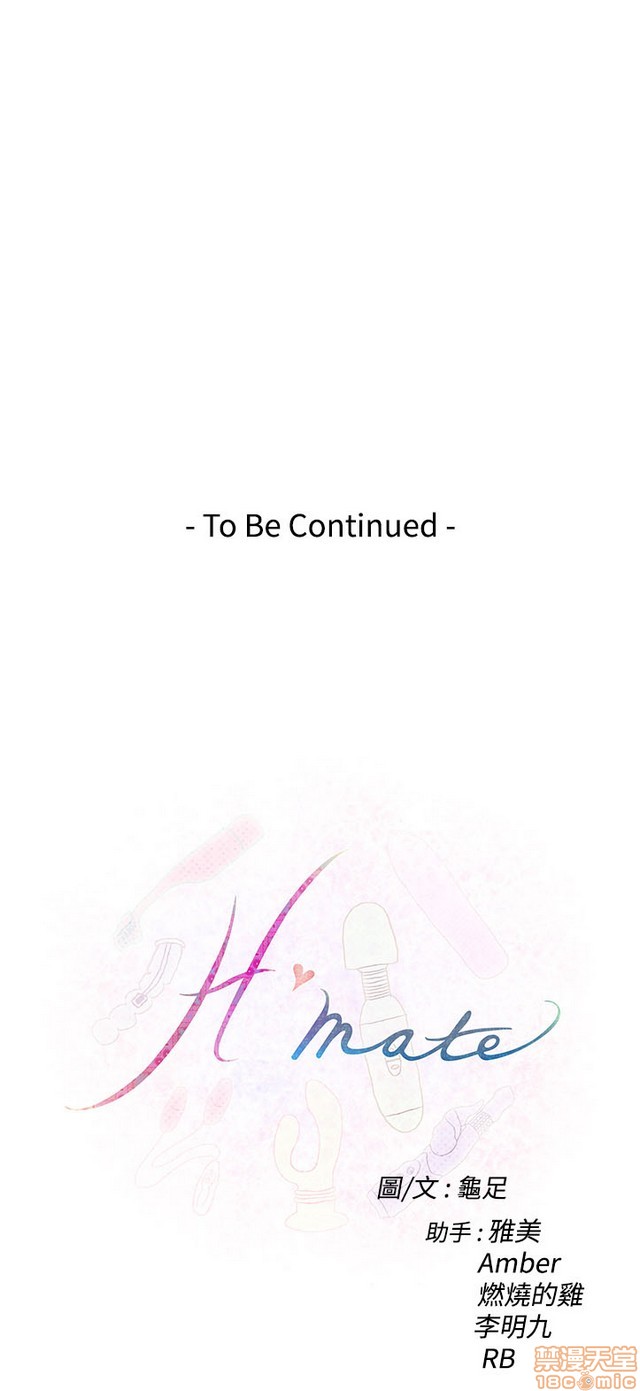 - To Be Continued -
H'mate
圖/文 : 龜足
助手 : 雅美
Amber
燃燒的雞
李明九
RB
禁漫天堂
18comic